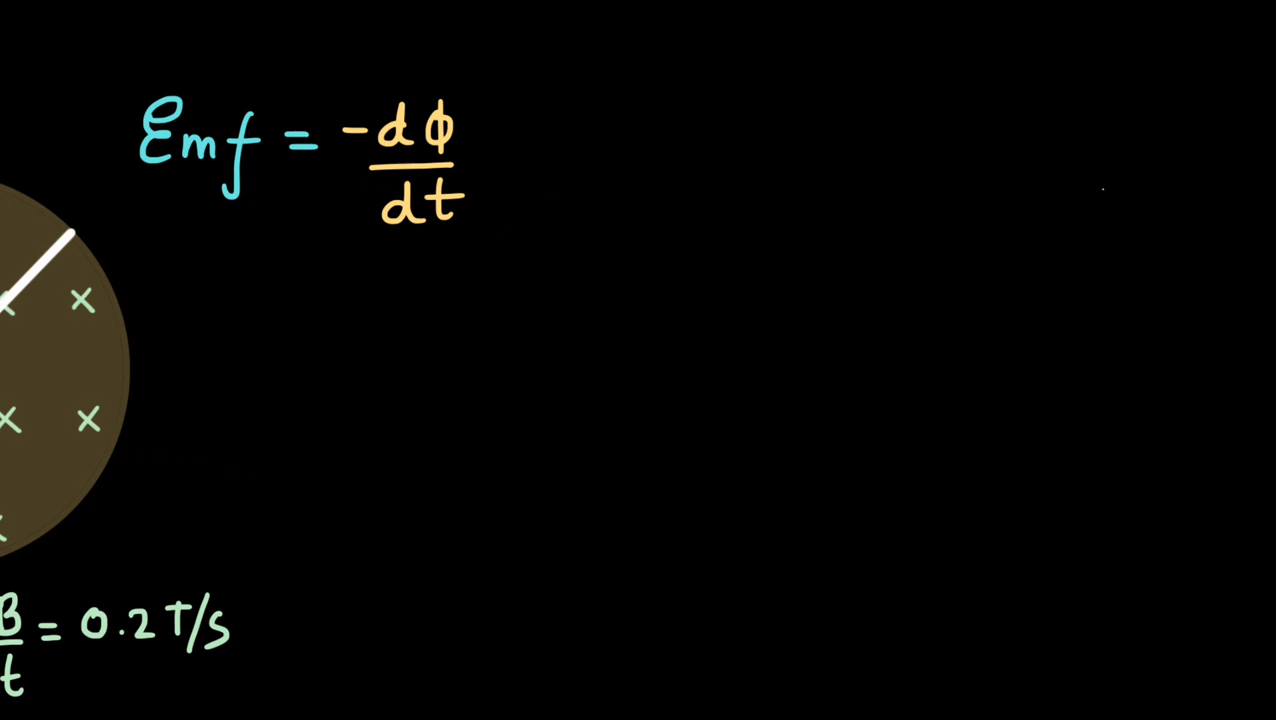 Emf = -dϕ/dt
× ×
× ×
×
B/t = 0.2 T/s